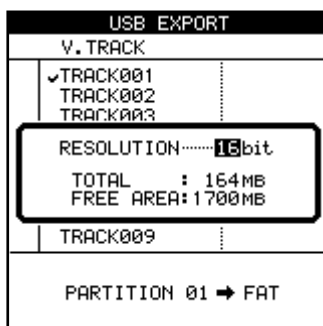 USB EXPORT
V.TRACK
✓TRACK001
TRACK002
TRACK003
RESOLUTION······16bit
TOTAL : 164MB
FREE AREA:1700MB
TRACK009
PARTITION 01 ➡ FAT